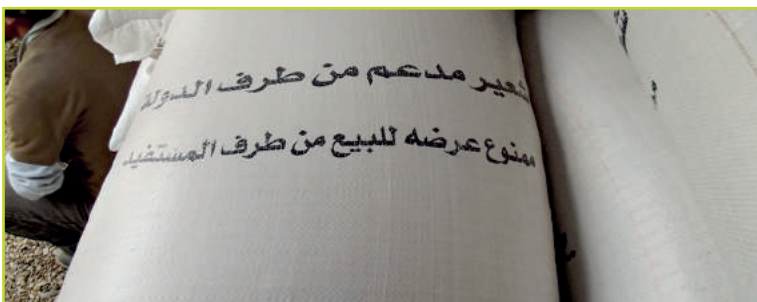 شعير مدعم من طرف الدولة
ممنوع عرضه للبيع من طرف المستفيد